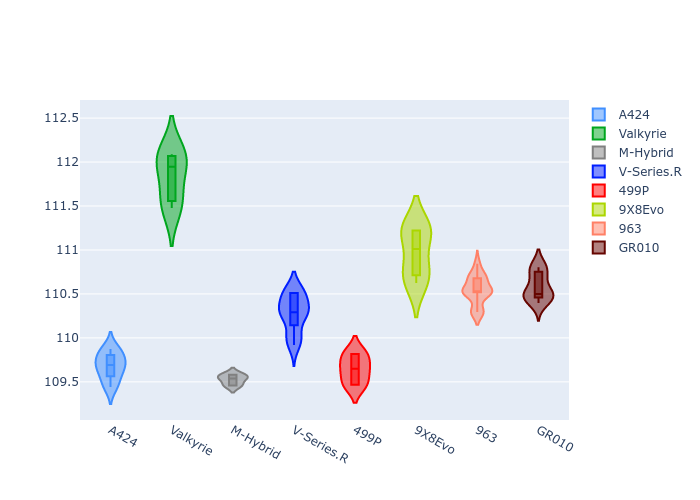 112.5
112
111.5
111
110.5
110
109.5
A424
Valkyrie
M-Hybrid
V-Series.R
499P
9X8Evo
963
GR010
A424
Valkyrie
M-Hybrid
V-Series.R
499P
9X8Evo
963
GR010